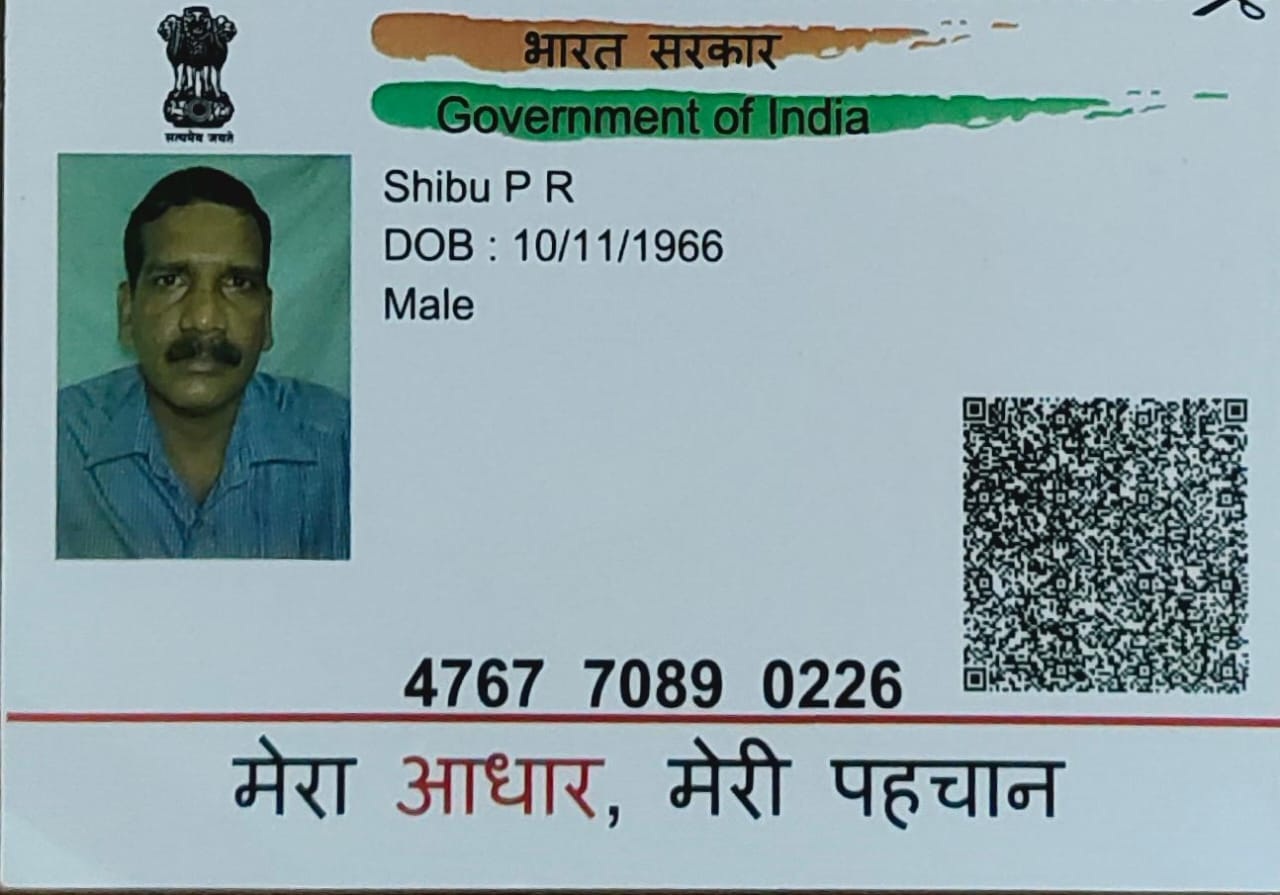 सत्यमेव जयते
भारत सरकार
Government of India
Shibu P R
DOB : 10/11/1966
Male
4767 7089 0226
मेरा आधार, मेरी पहचान